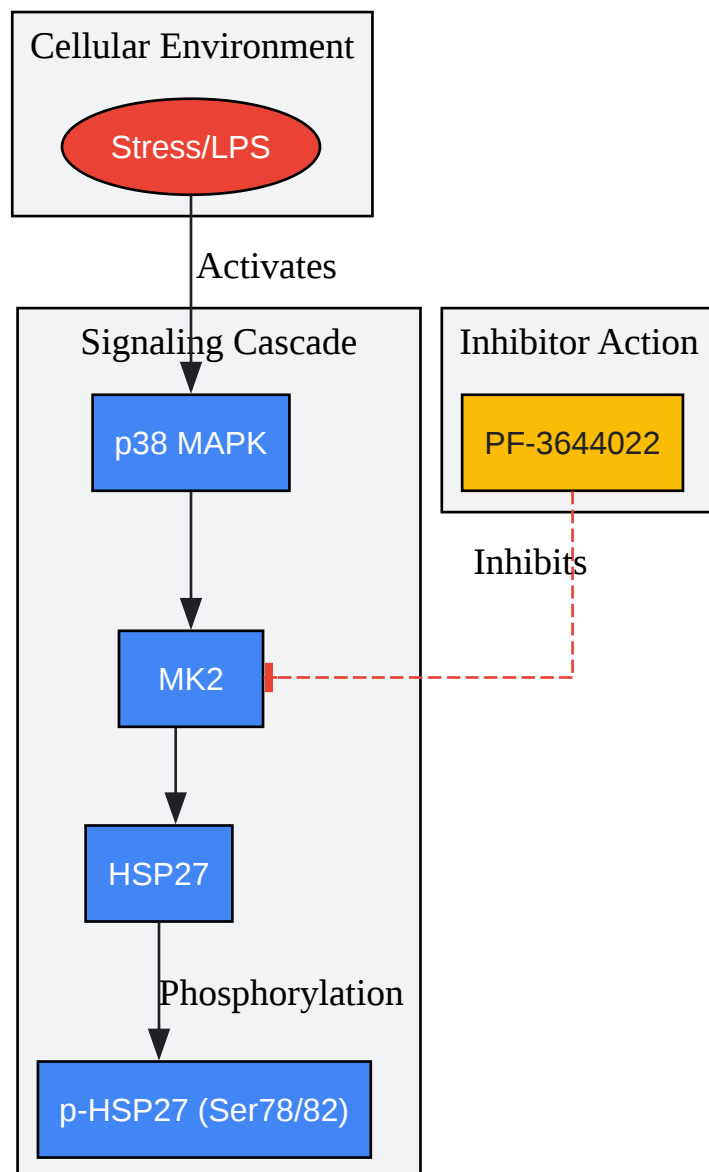 Cellular Environment
Stress/LPS
Activates
Signaling Cascade
Inhibitor Action
p38 MAPK
PF-3644022
Inhibits
MK2
HSP27
Phosphorylation
p-HSP27 (Ser78/82)